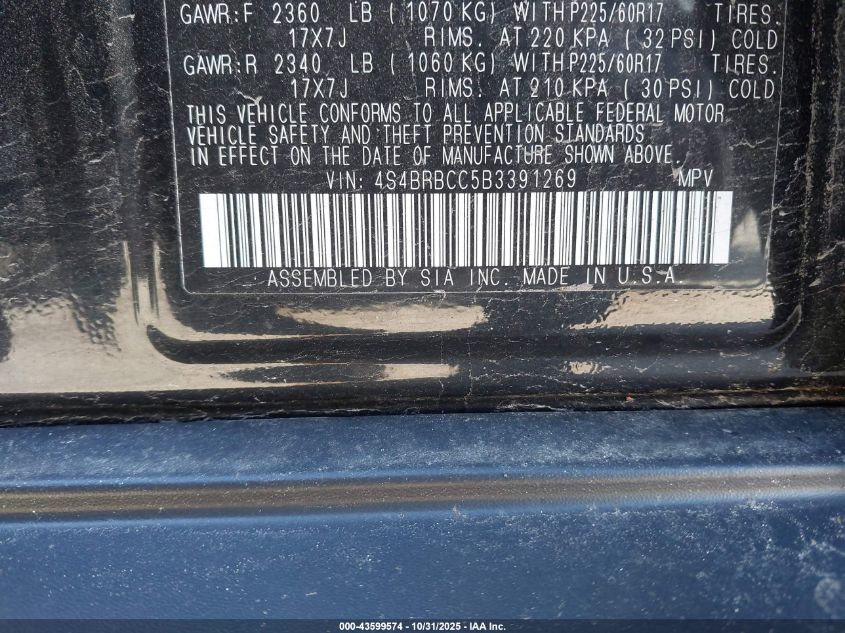 GAWR:F 2360 LB ( 1070 KG) WITH P225/60R17 TIRES.
17X7J RIMS. AT 220 KPA ( 32 PSI) COLD
GAWR:R 2340 LB ( 1060 KG) WITH P225/60R17 TIRES.
17X7J RIMS. AT 210 KPA ( 30 PSI) COLD
THIS VEHICLE CONFORMS TO ALL APPLICABLE FEDERAL MOTOR
VEHICLE SAFETY AND THEFT PREVENTION STANDARDS
IN EFFECT ON THE DATE OF MANUFACTURE SHOWN ABOVE.
VIN: 4S4BRBCC5B3391269 MPV
ASSEMBLED BY SIA INC. MADE IN U.S.A.
000-43599574 - 10/31/2025 - IAA Inc.